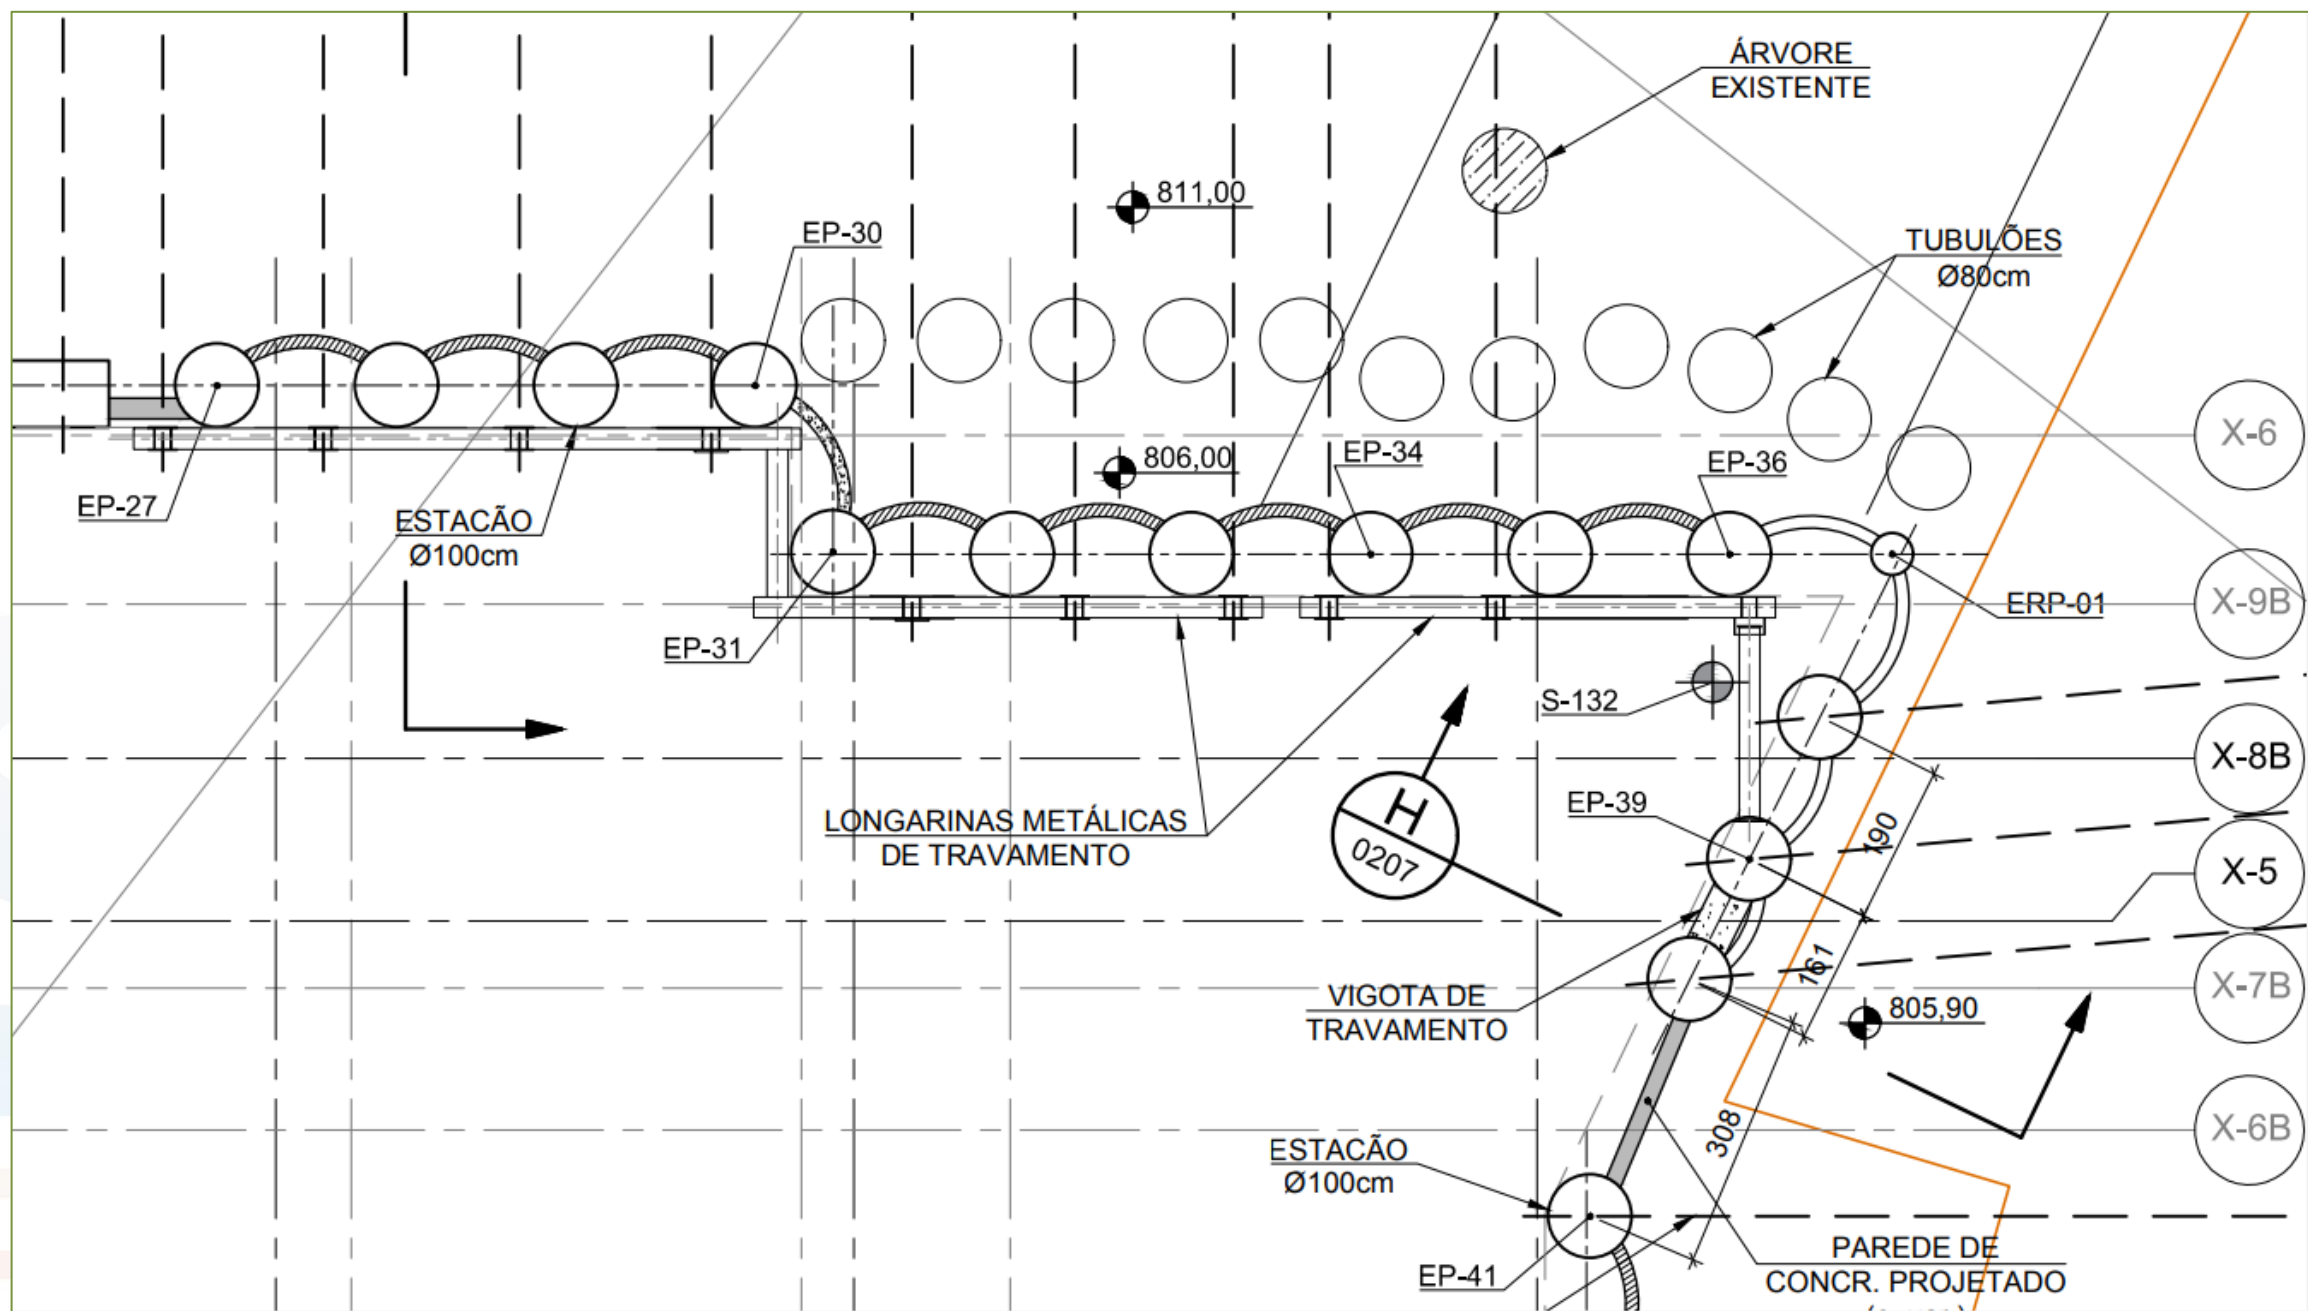 ÁRVORE
EXISTENTE
811,00
EP-30
TUBULÕES
Ø80cm
X-6
806,00
EP-34
EP-36
EP-27
ESTACÃO
Ø100cm
X-9B
ERP-01
EP-31
S-132
X-8B
EP-39
LONGARINAS METÁLICAS
DE TRAVAMENTO
H
0207
190
X-5
161
X-7B
VIGOTA DE
TRAVAMENTO
805,90
308
X-6B
ESTACÃO
Ø100cm
PAREDE DE
CONCR. PROJETADO
EP-41